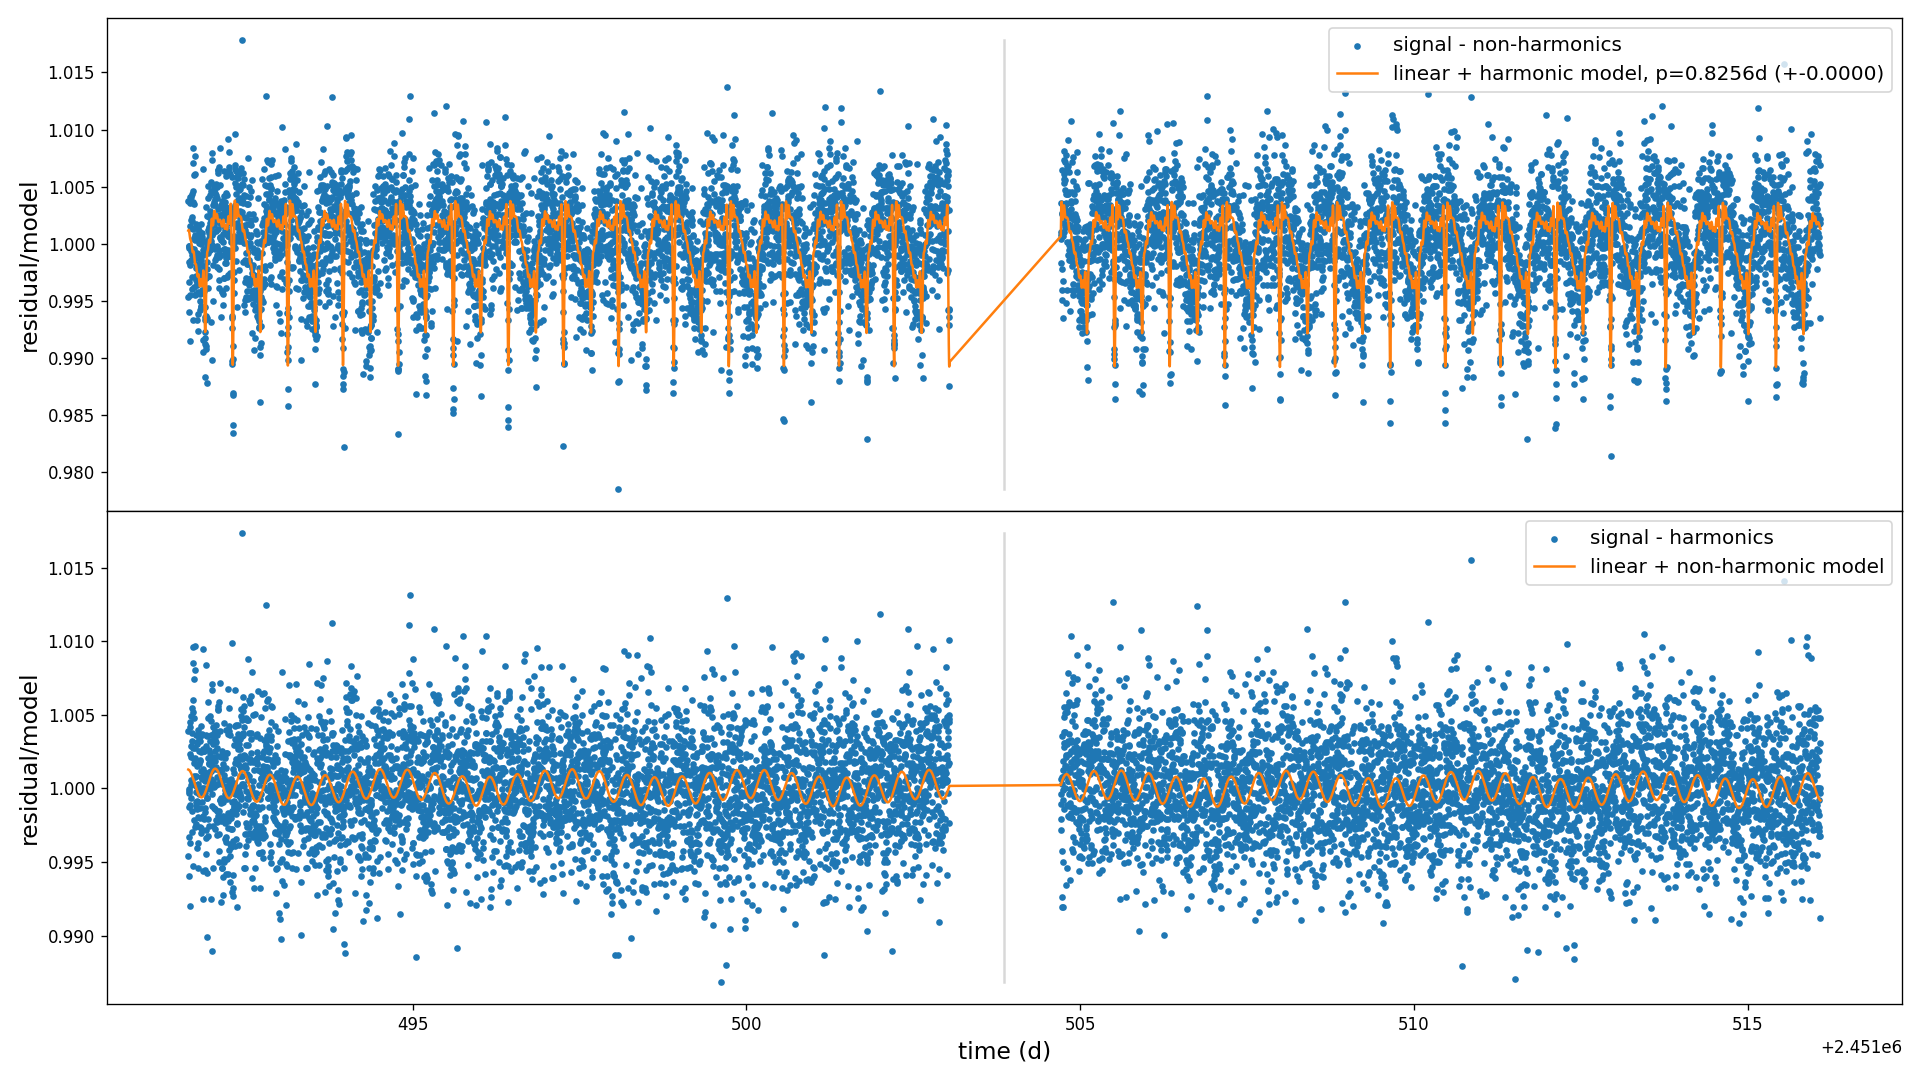 signal - non-harmonics
linear + harmonic model, p=0.8256d (+-0.0000)
1.015
1.010
1.005
1.000
0.995
0.990
0.985
0.980
residual/model
signal - harmonics
linear + non-harmonic model
1.015
1.010
1.005
1.000
0.995
0.990
residual/model
495
500
505
510
515
time (d)
+2.451e6